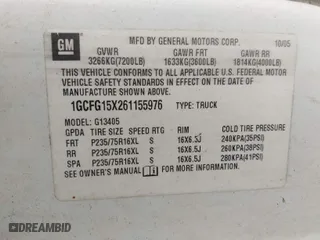 GM
MFD BY GENERAL MOTORS CORP. 10/05
GVWR GAWR FRT GAWR RR
3266KG(7200LB) 1633KG(3600LB) 1814KG(4000LB)
THIS VEHICLE CONFORMS TO ALL APPLICABLE U.S. FEDERAL MOTOR
VEHICLE SAFETY STANDARDS IN EFFECT ON THE DATE OF
MANUFACTURE SHOWN ABOVE.
1GCFG15X261155976 TYPE: TRUCK
MODEL: G13405
GPDA TIRE SIZE SPEED RTG RIM COLD TIRE PRESSURE
FRT P235/75R16XL S 16X6.5J 240KPA(35PSI)
RR P235/75R16XL S 16X6.5J 260KPA(38PSI)
SPA P235/75R16XL S 16X6.5J 280KPA(41PSI)
SEE OWNER'S MANUAL FOR MORE INFORMATION.
DREAMBID